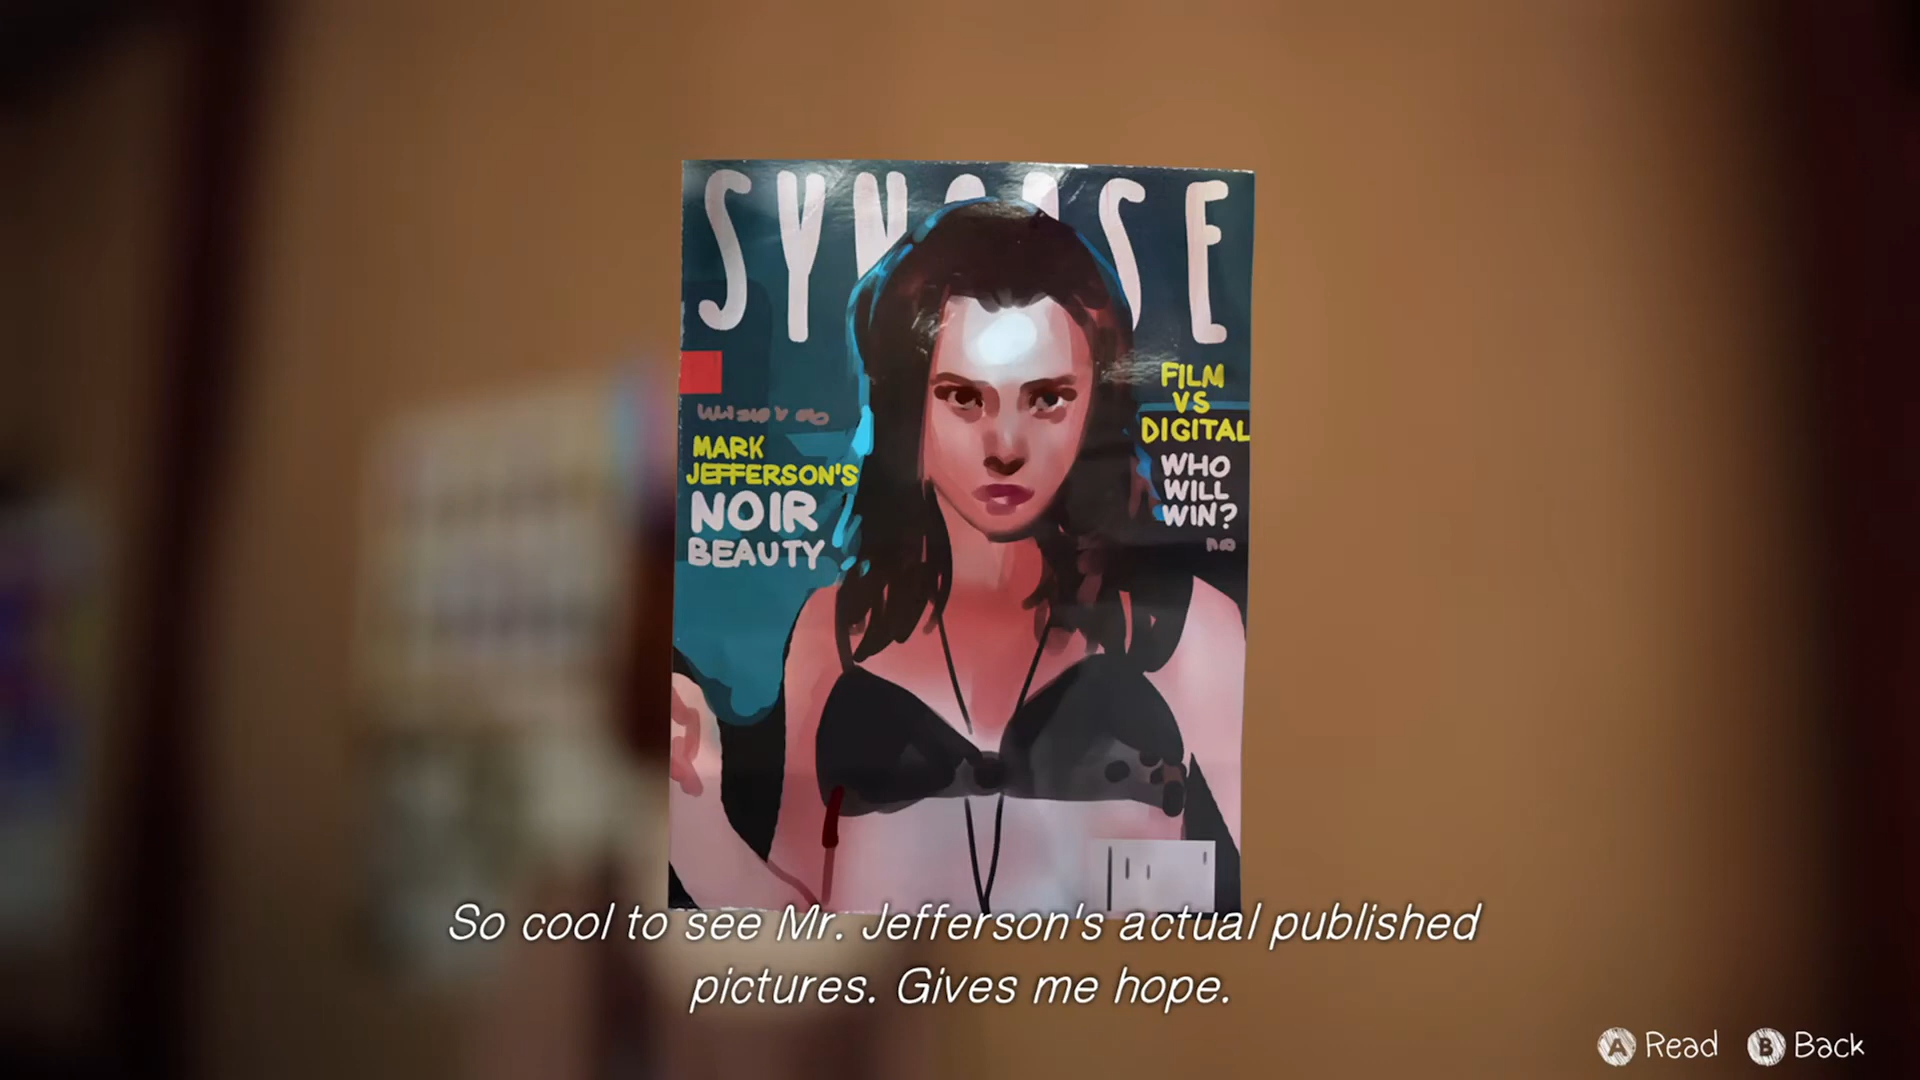 MARK
JEFFERSON'S
NOIR
BEAUTY
FILM
VS
DIGITAL
WHO
WILL
WIN?
So cool to see Mr. Jefferson's actual published
pictures. Gives me hope.
A Read B Back